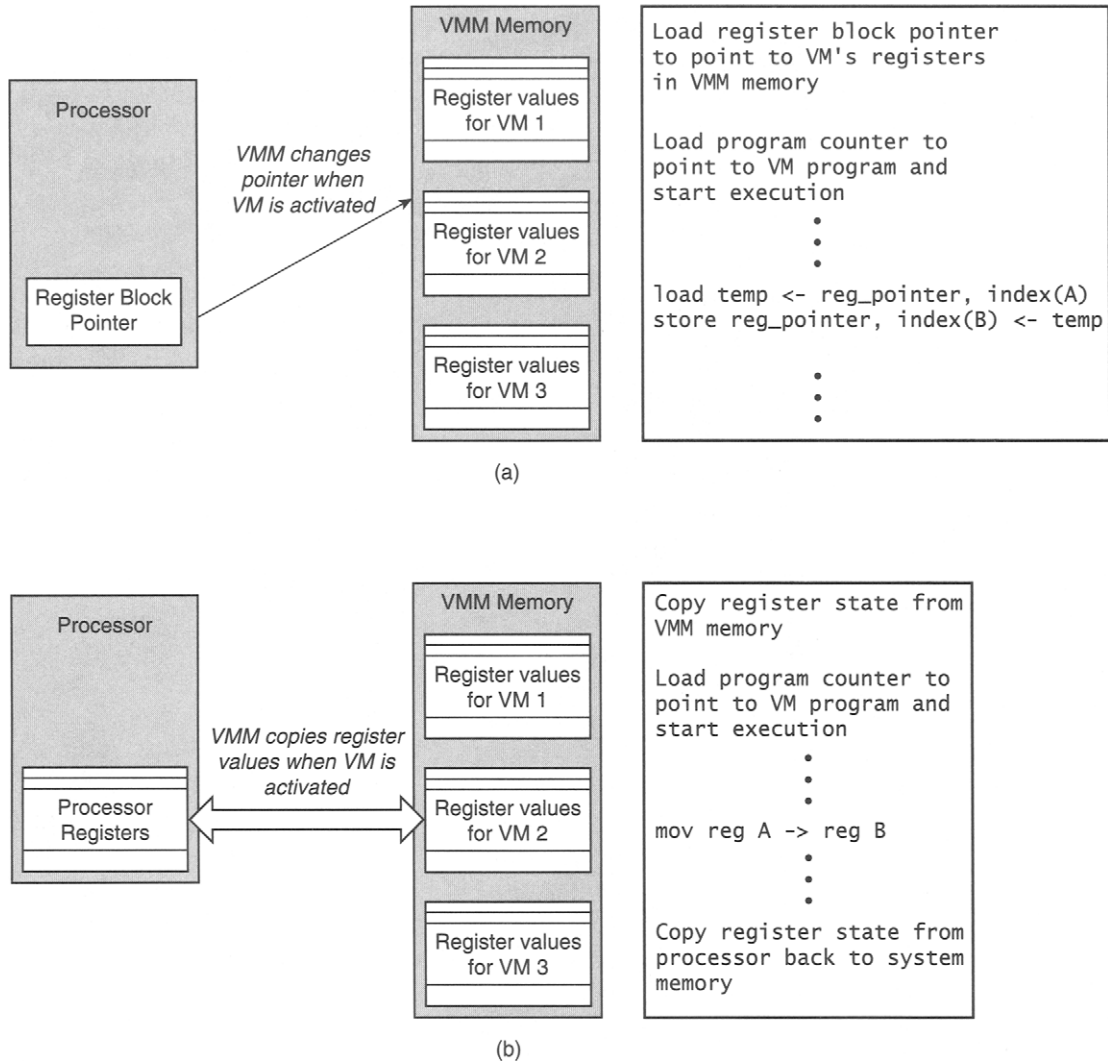 VMM Memory
Processor
Register values
for VM 1
VMM changes
pointer when
VM is activated
Register values
for VM 2
Register Block
Pointer
Register values
for VM 3
Load register block pointer
to point to VM's registers
in VMM memory
Load program counter to
point to VM program and
start execution
load temp <- reg_pointer, index(A)
store reg_pointer, index(B) <- temp
(a)
VMM Memory
Processor
Register values
for VM 1
VMM copies register
values when VM is
activated
Processor
Registers
Register values
for VM 2
Register values
for VM 3
Copy register state from
VMM memory
Load program counter to
point to VM program and
start execution
mov reg A -> reg B
Copy register state from
processor back to system
memory
(b)